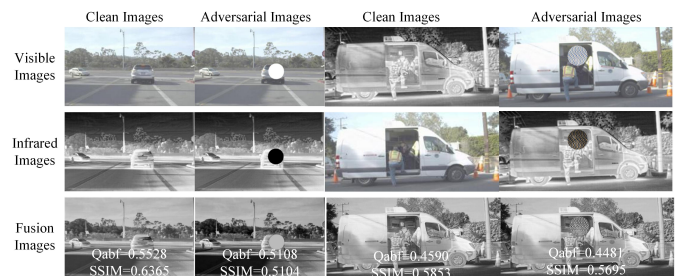 Clean Images Adversarial Images Clean Images Adversarial Images
Visible
Images
Infrared
Images
Fusion
Images
Qabf=0.5528 Qabf=0.5108 Qabf=0.4590 Qabf=0.4481
SSIM=0.6365 SSIM=0.5104 SSIM=0.5853 SSIM=0.5695